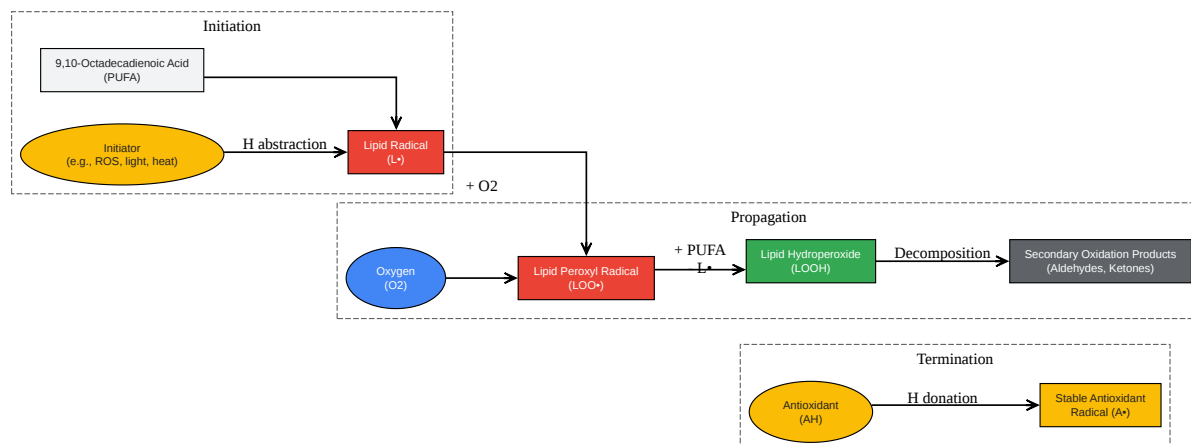 Initiation
9,10-Octadecadienoic Acid
(PUFA)
Initiator
(e.g., ROS, light, heat)
H abstraction
Lipid Radical
(L•)
+ O2
Propagation
Oxygen
(O2)
Lipid Peroxyl Radical
(LOO•)
+ PUFA
- L•
Lipid Hydroperoxide
(LOOH)
Decomposition
Secondary Oxidation Products
(Aldehydes, Ketones)
Termination
Antioxidant
(AH)
H donation
Stable Antioxidant
Radical (A•)